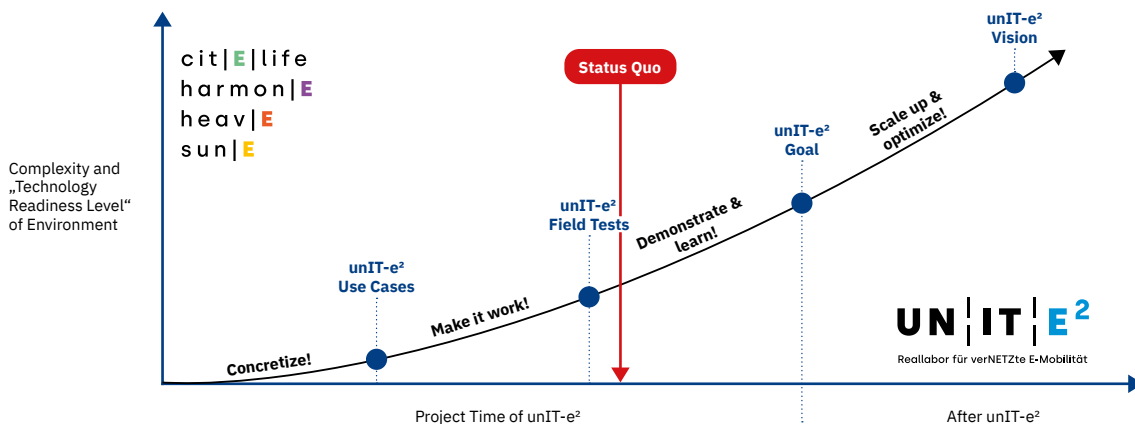 cit|E|life
harmon|E
heav|E
sun|E
Complexity and
„Technology
Readiness Level“
of Environment
Status Quo
unIT-e²
Vision
unIT-e²
Goal
unIT-e²
Field Tests
unIT-e²
Use Cases
Concretize!
Make it work!
Demonstrate &
learn!
Scale up &
optimize!
UN|IT|E²
Reallabor für verNETZte E-Mobilität
Project Time of unIT-e²
After unIT-e²